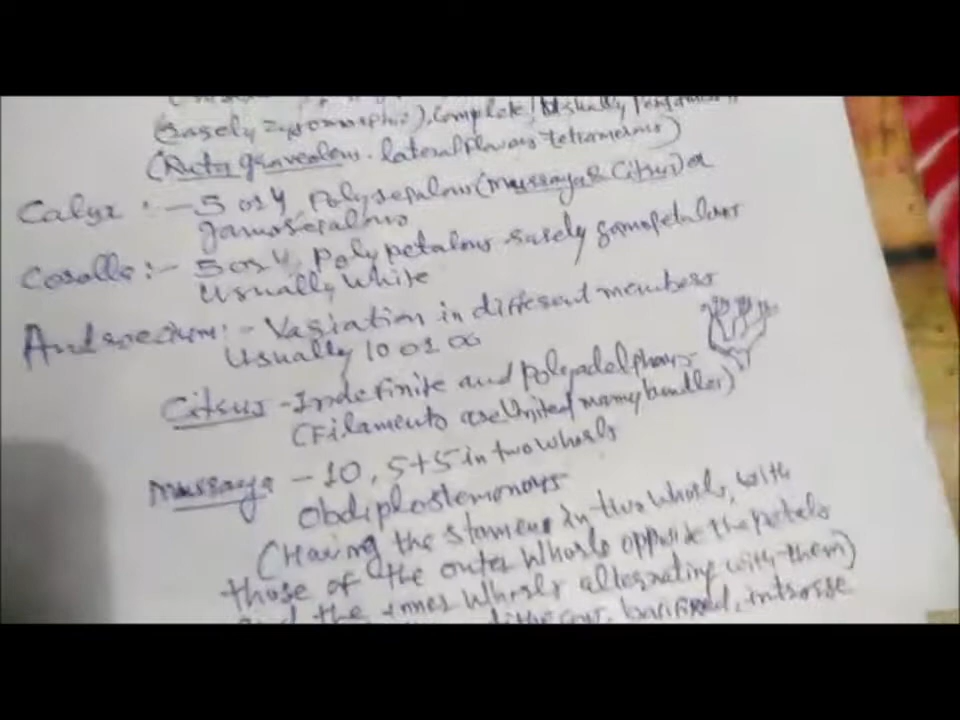 (rarely zygomorphic), Complete, Usually
(Ruta graveolens. lateral flowers tetramerous)
Calyx :- 5 or 4 Polysepalous (Murraya & Citrus) or
gamosepalous
Corolla :- 5 or 4, Polypetalous rarely gamopetalous
Usually White
Androecium :- Variation in different members
Usually 10 or ∞
Citrus - Indefinite and Polyadelphous
(Filaments are United many bundles)
Murraya - 10, 5+5 in two whorls
obdiplostemonous
(Having the stamens in two whorls, with
those of the outer whorls opposite the petals
and the inner whorls alternating with them)
introrse